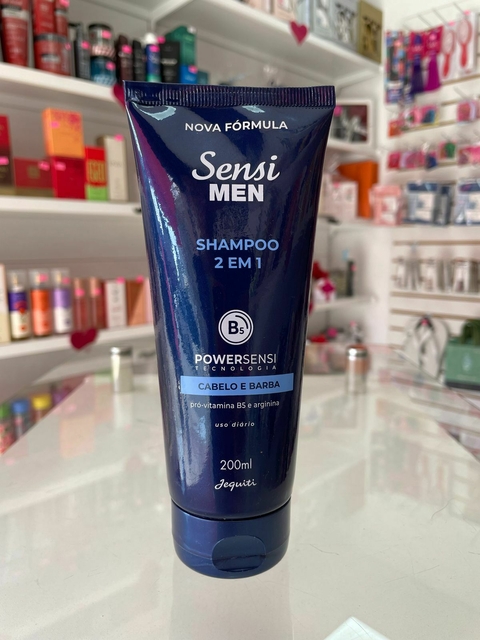 NOVA FÓRMULA
Sensi
MEN
SHAMPOO
2 EM 1
B5
POWERSENSI
TECNOLOGIA
CABELO E BARBA
pró-vitamina B5 e arginina
uso diário
200ml
Jequiti